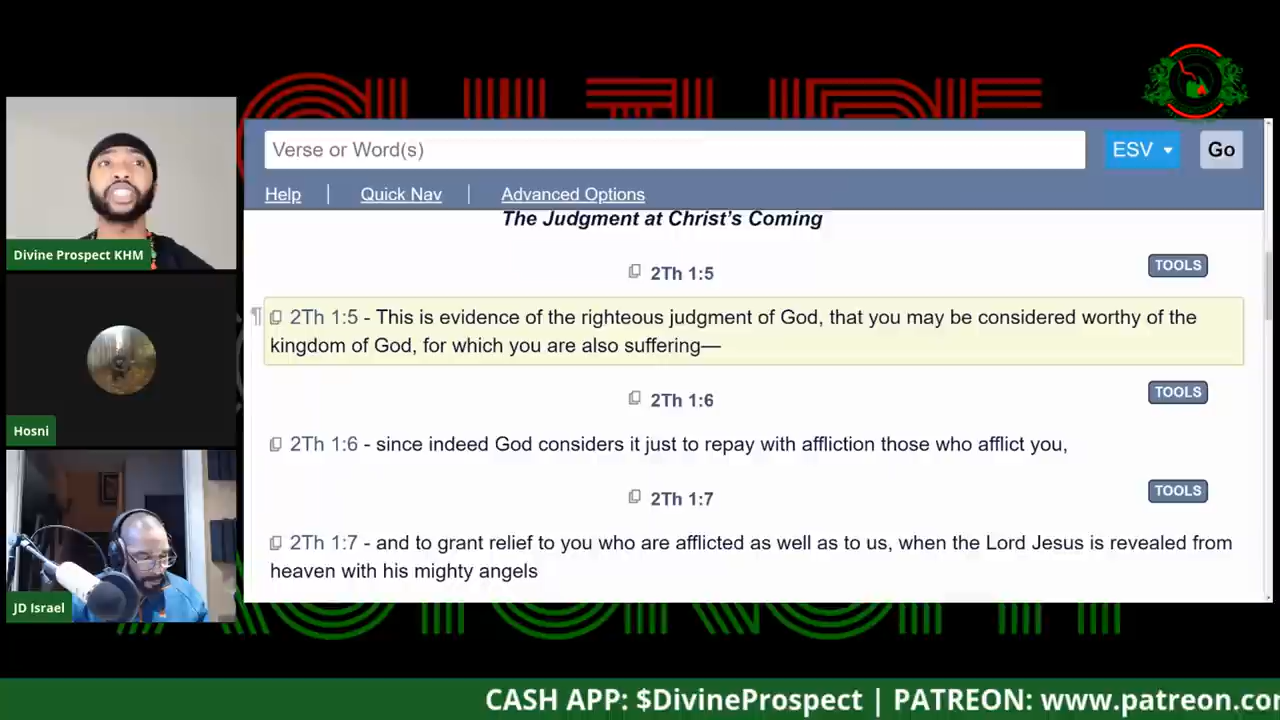 Verse or Word(s)
ESV
Go
Help | Quick Nav | Advanced Options
The Judgment at Christ's Coming
2Th 1:5
TOOLS
Divine Prospect KHM
¶ 2Th 1:5 - This is evidence of the righteous judgment of God, that you may be considered worthy of the
kingdom of God, for which you are also suffering—
2Th 1:6
TOOLS
Hosni
2Th 1:6 - since indeed God considers it just to repay with affliction those who afflict you,
2Th 1:7
TOOLS
2Th 1:7 - and to grant relief to you who are afflicted as well as to us, when the Lord Jesus is revealed from
heaven with his mighty angels
JD Israel
CASH APP: $DivineProspect | PATREON: www.patreon.co